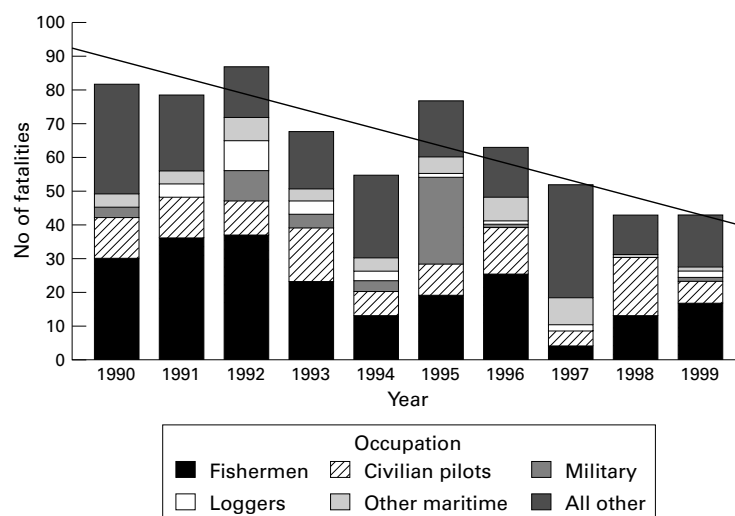 100
90
80
70
60
50
40
30
20
10
0
No of fatalities
1990 1991 1992 1993 1994 1995 1996 1997 1998 1999
Year
Occupation
Fishermen Civilian pilots Military
Loggers Other maritime All other